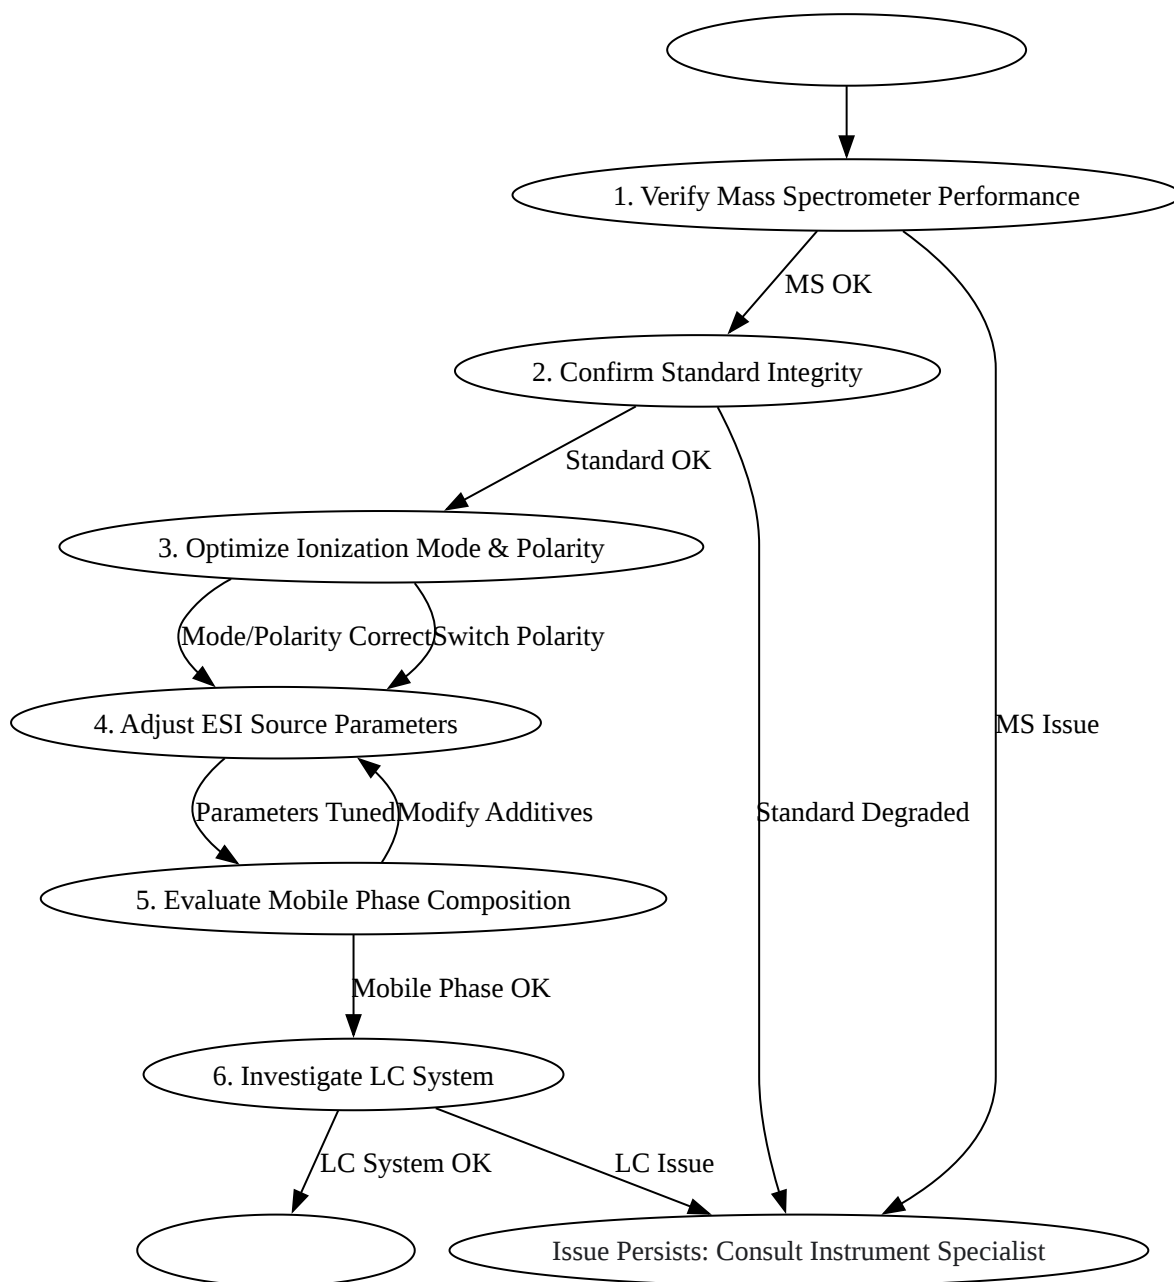 1. Verify Mass Spectrometer Performance
MS OK
2. Confirm Standard Integrity
Standard OK
3. Optimize Ionization Mode & Polarity
Mode/Polarity Correct
Switch Polarity
4. Adjust ESI Source Parameters
MS Issue
Parameters Tuned
Modify Additives
Standard Degraded
5. Evaluate Mobile Phase Composition
Mobile Phase OK
6. Investigate LC System
LC System OK
LC Issue
Issue Persists: Consult Instrument Specialist